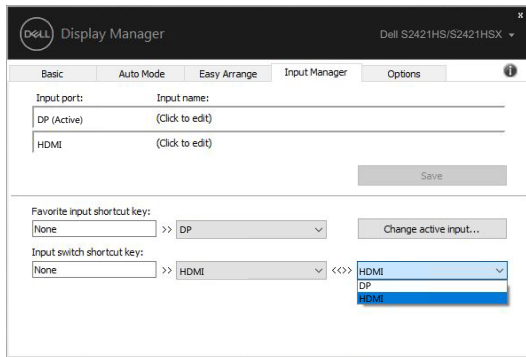 x
DELL Display Manager Dell S2421HS/S2421HSX
Basic Auto Mode Easy Arrange Input Manager Options
Input port: Input name:
DP (Active) (Click to edit)
HDMI (Click to edit)
Save
Favorite input shortcut key:
None >> DP Change active input...
Input switch shortcut key:
None >> HDMI <<>> HDMI
DP
HDMI